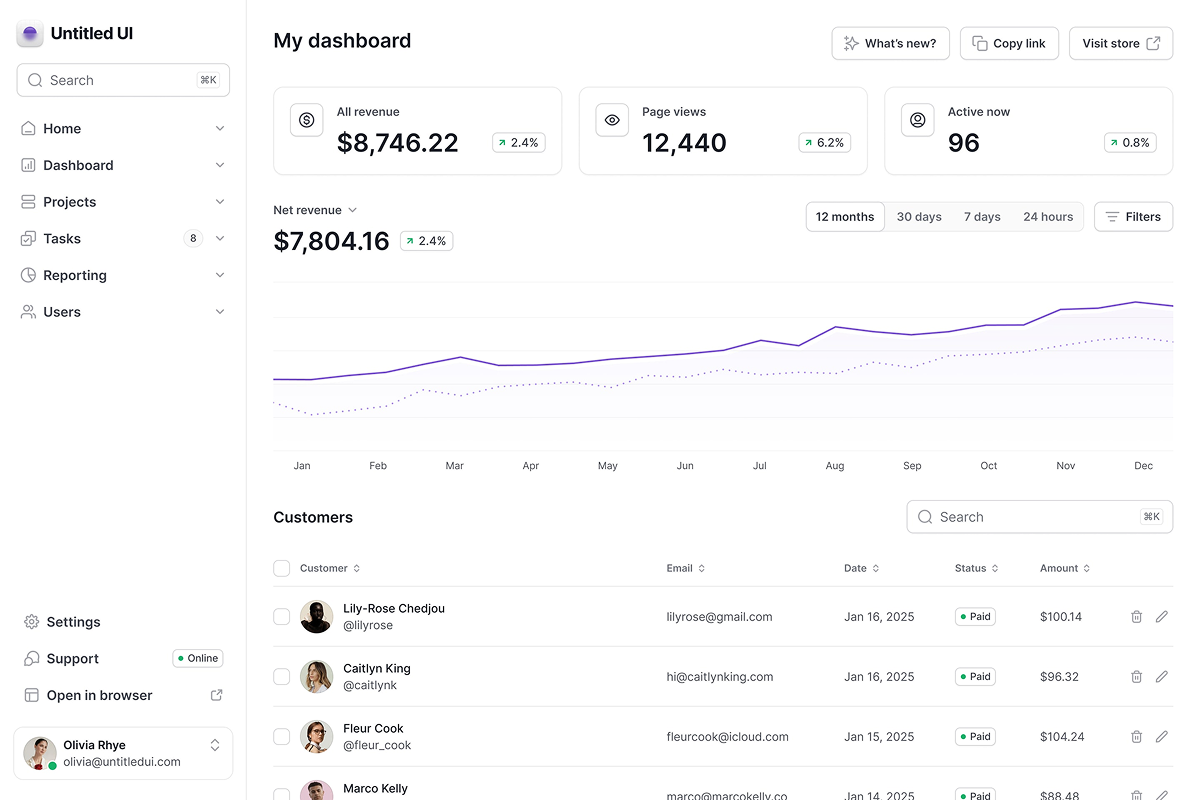 Untitled UI
Search ⌘K
Home
Dashboard
Projects
Tasks 8
Reporting
Users
Settings
Support Online
Open in browser
Olivia Rhye
olivia@untitledui.com
My dashboard
What's new? Copy link Visit store
All revenue
$8,746.22 2.4%
Page views
12,440 6.2%
Active now
96 0.8%
Net revenue
$7,804.16 2.4%
12 months 30 days 7 days 24 hours Filters
Jan Feb Mar Apr May Jun Jul Aug Sep Oct Nov Dec
Customers
Search ⌘K
Customer Email Date Status Amount
Lily-Rose Chedjou
@lilyrose
lilyrose@gmail.com Jan 16, 2025 Paid $100.14
Caitlyn King
@caitlynk
hi@caitlynking.com Jan 16, 2025 Paid $96.32
Fleur Cook
@fleur_cook
fleurcook@icloud.com Jan 15, 2025 Paid $104.24
Marco Kelly
marco@marcokelly.co Jan 14, 2025 Paid $88.48